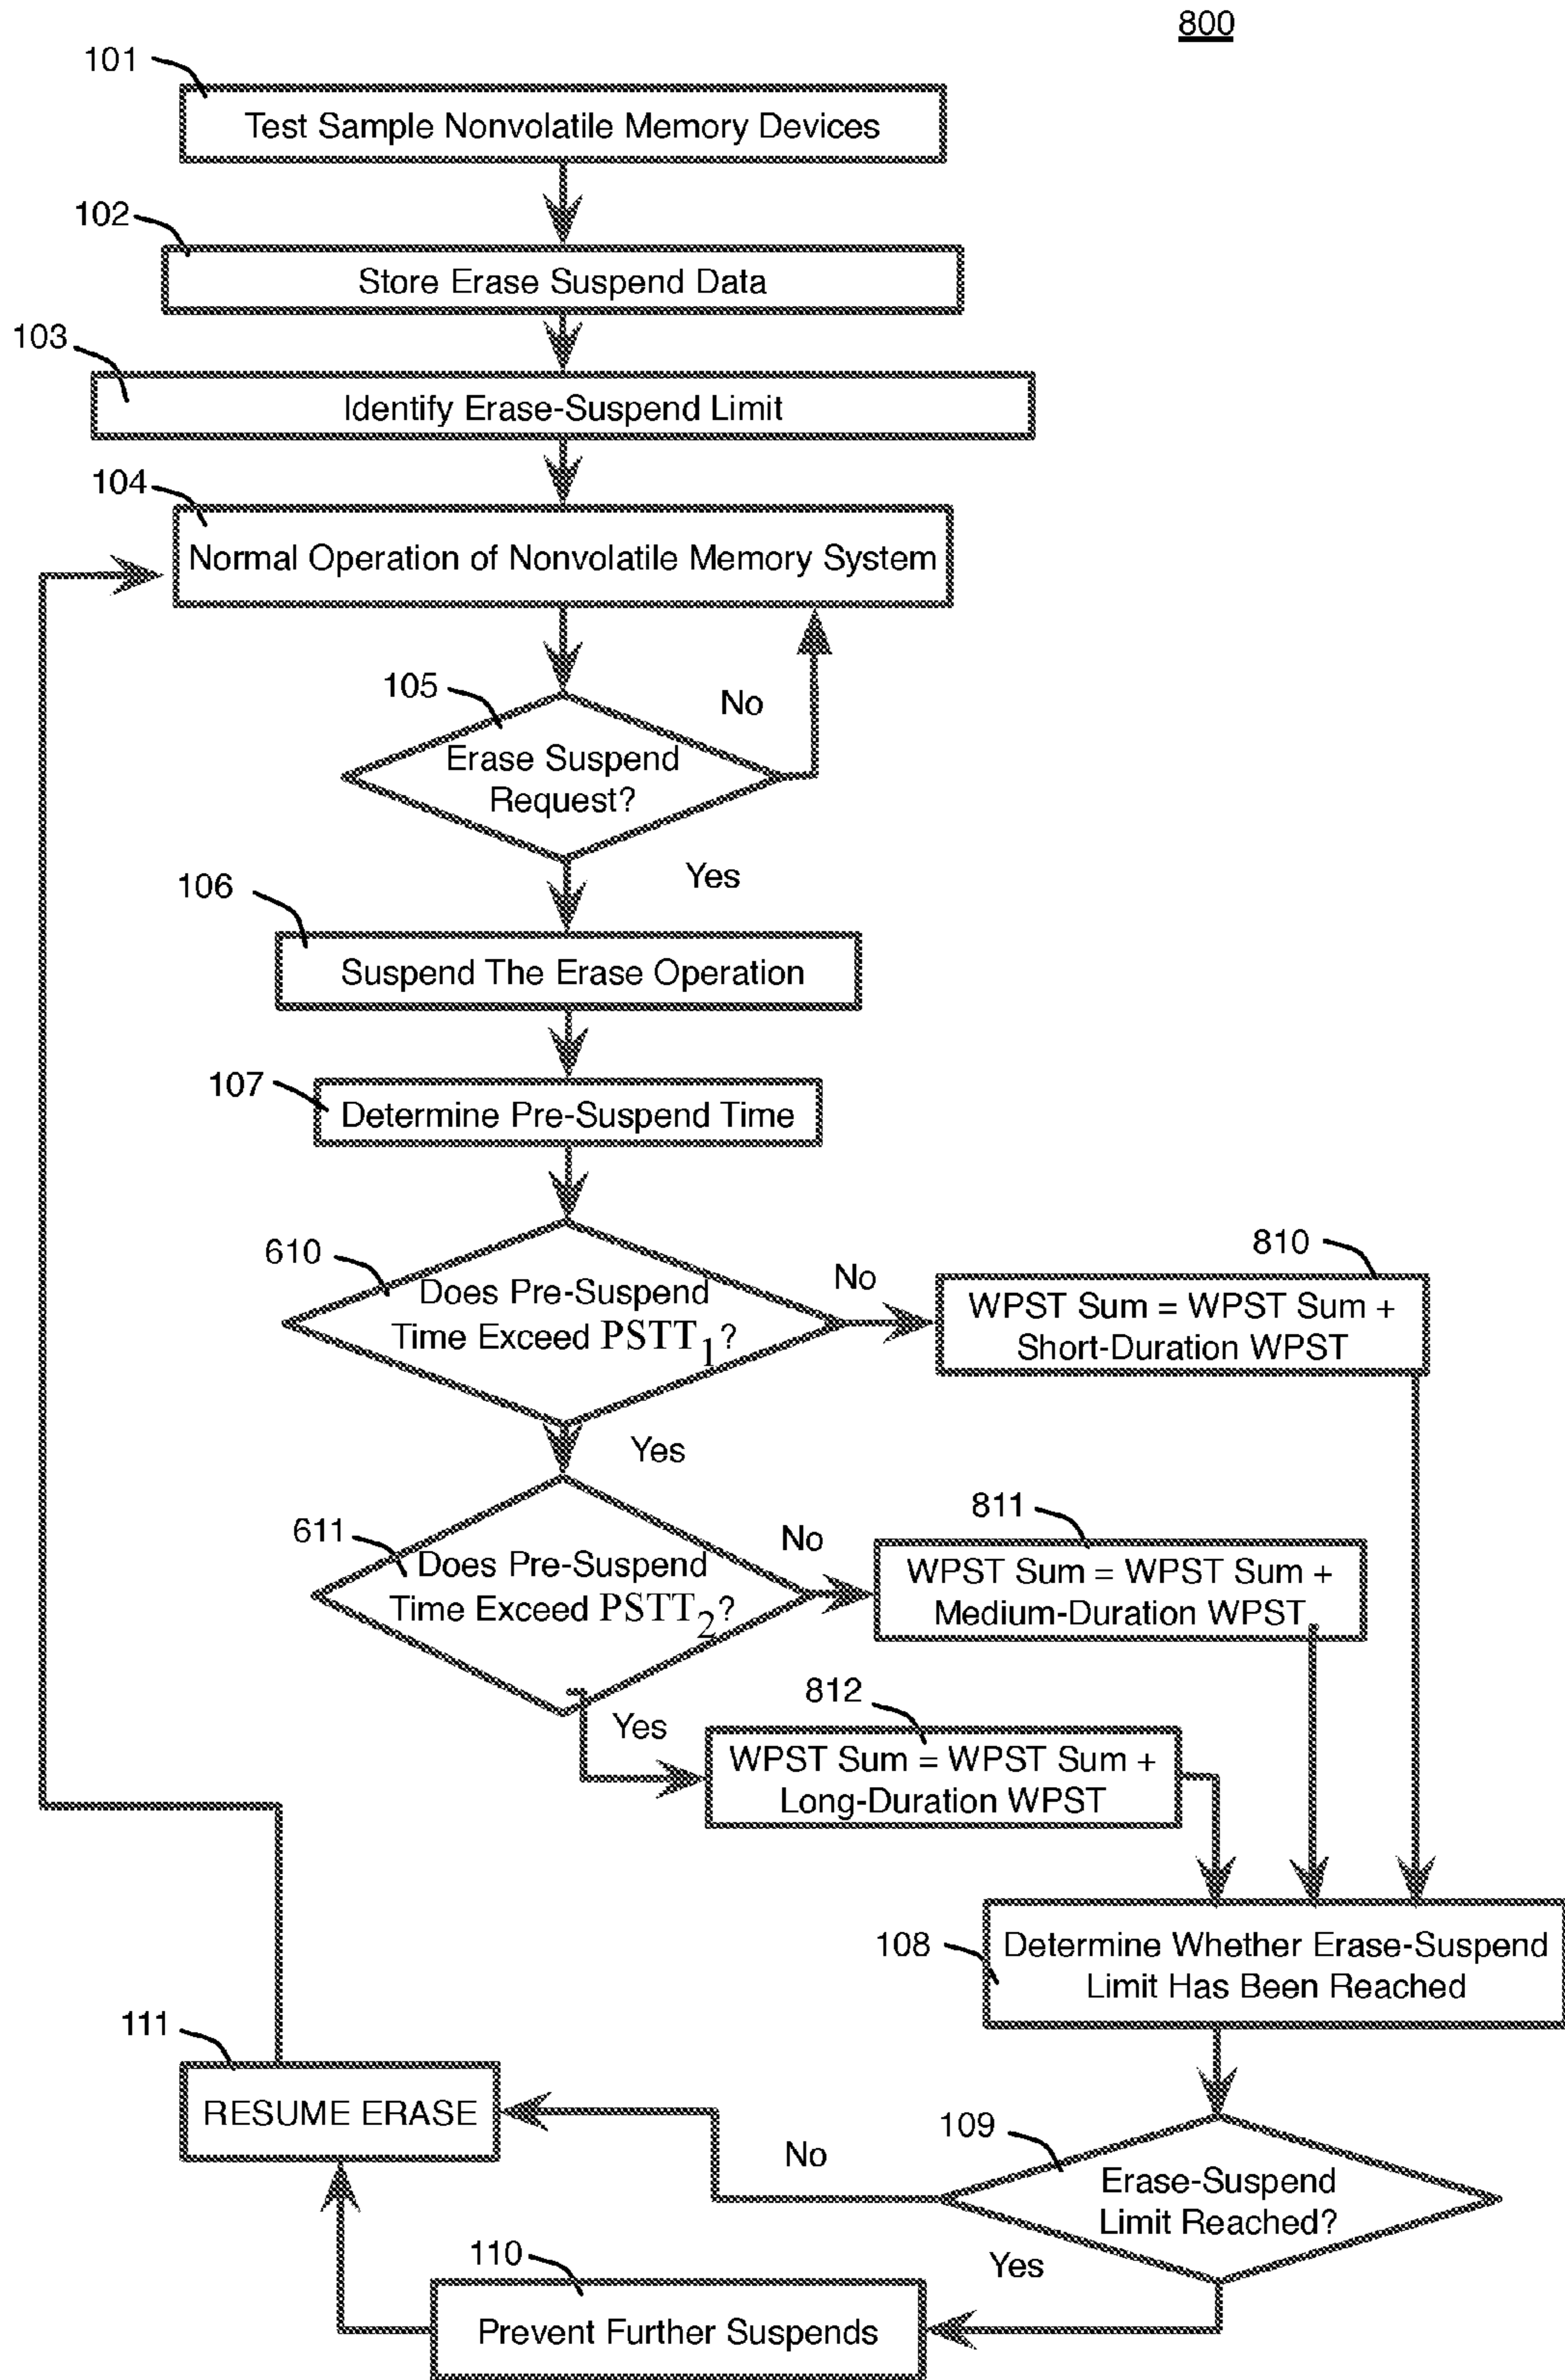 800
101
Test Sample Nonvolatile Memory Devices
102
Store Erase Suspend Data
103
Identify Erase-Suspend Limit
104
Normal Operation of Nonvolatile Memory System
105
No
Erase Suspend
Request?
Yes
106
Suspend The Erase Operation
107
Determine Pre-Suspend Time
610
Does Pre-Suspend
Time Exceed PSTT1?
No
810
WPST Sum = WPST Sum +
Short-Duration WPST
Yes
611
Does Pre-Suspend
Time Exceed PSTT2?
No
811
WPST Sum = WPST Sum +
Medium-Duration WPST
Yes
812
WPST Sum = WPST Sum +
Long-Duration WPST
108
Determine Whether Erase-Suspend
Limit Has Been Reached
111
RESUME ERASE
No
109
Erase-Suspend
Limit Reached?
Yes
110
Prevent Further Suspends